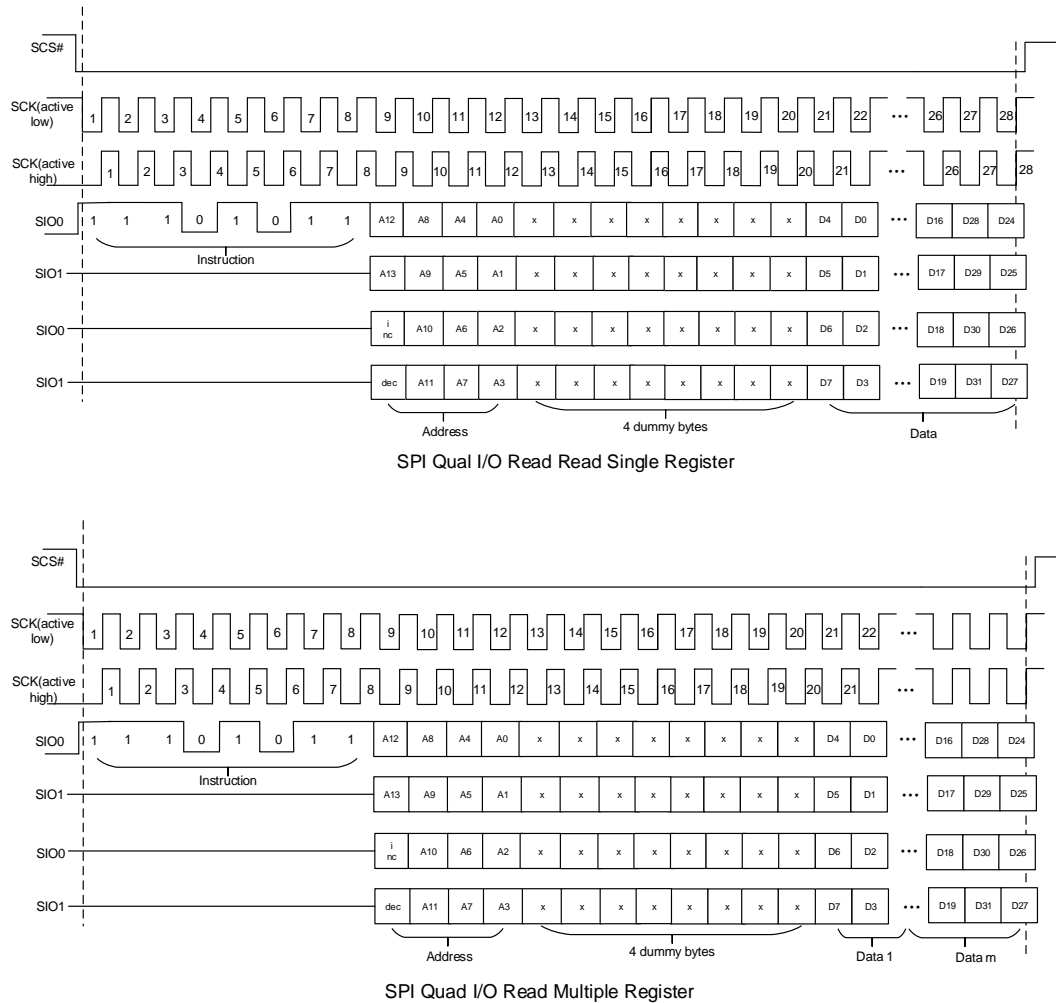 SCS#
SCK(active low) 1 2 3 4 5 6 7 8 9 10 11 12 13 14 15 16 17 18 19 20 21 22 ••• 26 27 28
SCK(active high) 1 2 3 4 5 6 7 8 9 10 11 12 13 14 15 16 17 18 19 20 21 ••• 26 27 28
SIO0 1 1 1 0 1 0 1 1 A12 A8 A4 A0 x x x x x x x x D4 D0 ••• D16 D28 D24
Instruction
SIO1 A13 A9 A5 A1 x x x x x x x x D5 D1 ••• D17 D29 D25
SIO0 i nc A10 A6 A2 x x x x x x x x D6 D2 ••• D18 D30 D26
SIO1 dec A11 A7 A3 x x x x x x x x D7 D3 ••• D19 D31 D27
Address 4 dummy bytes Data
SPI Qual I/O Read Read Single Register
SCS#
SCK(active low) 1 2 3 4 5 6 7 8 9 10 11 12 13 14 15 16 17 18 19 20 21 22 •••
SCK(active high) 1 2 3 4 5 6 7 8 9 10 11 12 13 14 15 16 17 18 19 20 21 •••
SIO0 1 1 1 0 1 0 1 1 A12 A8 A4 A0 x x x x x x x x D4 D0 ••• D16 D28 D24
Instruction
SIO1 A13 A9 A5 A1 x x x x x x x x D5 D1 ••• D17 D29 D25
SIO0 i nc A10 A6 A2 x x x x x x x x D6 D2 ••• D18 D30 D26
SIO1 dec A11 A7 A3 x x x x x x x x D7 D3 ••• D19 D31 D27
Address 4 dummy bytes Data 1 Data m
SPI Quad I/O Read Multiple Register